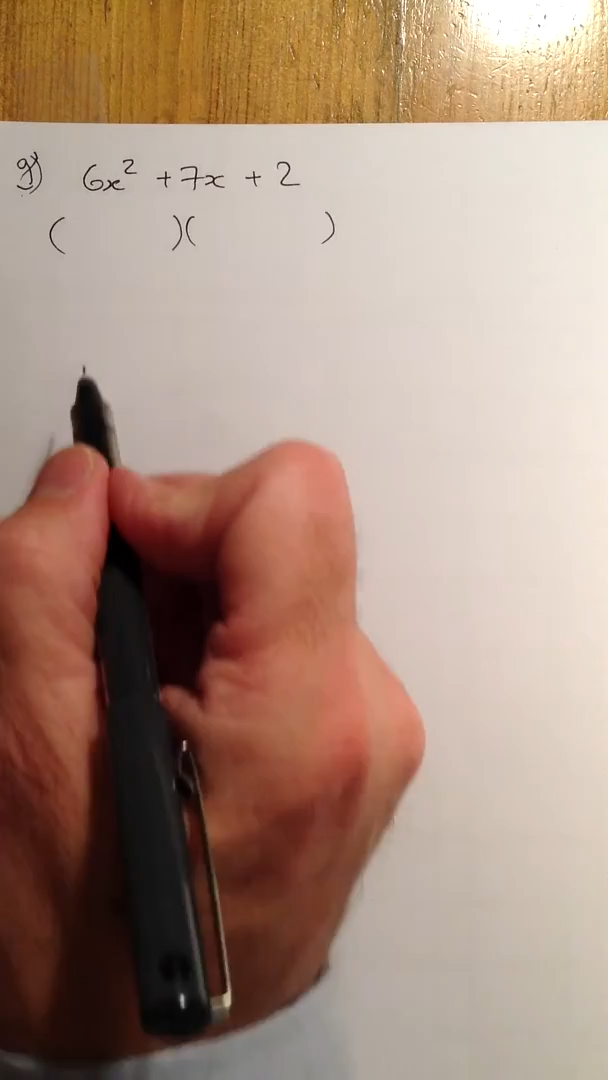 g) 6x² + 7x + 2
(      )(      )